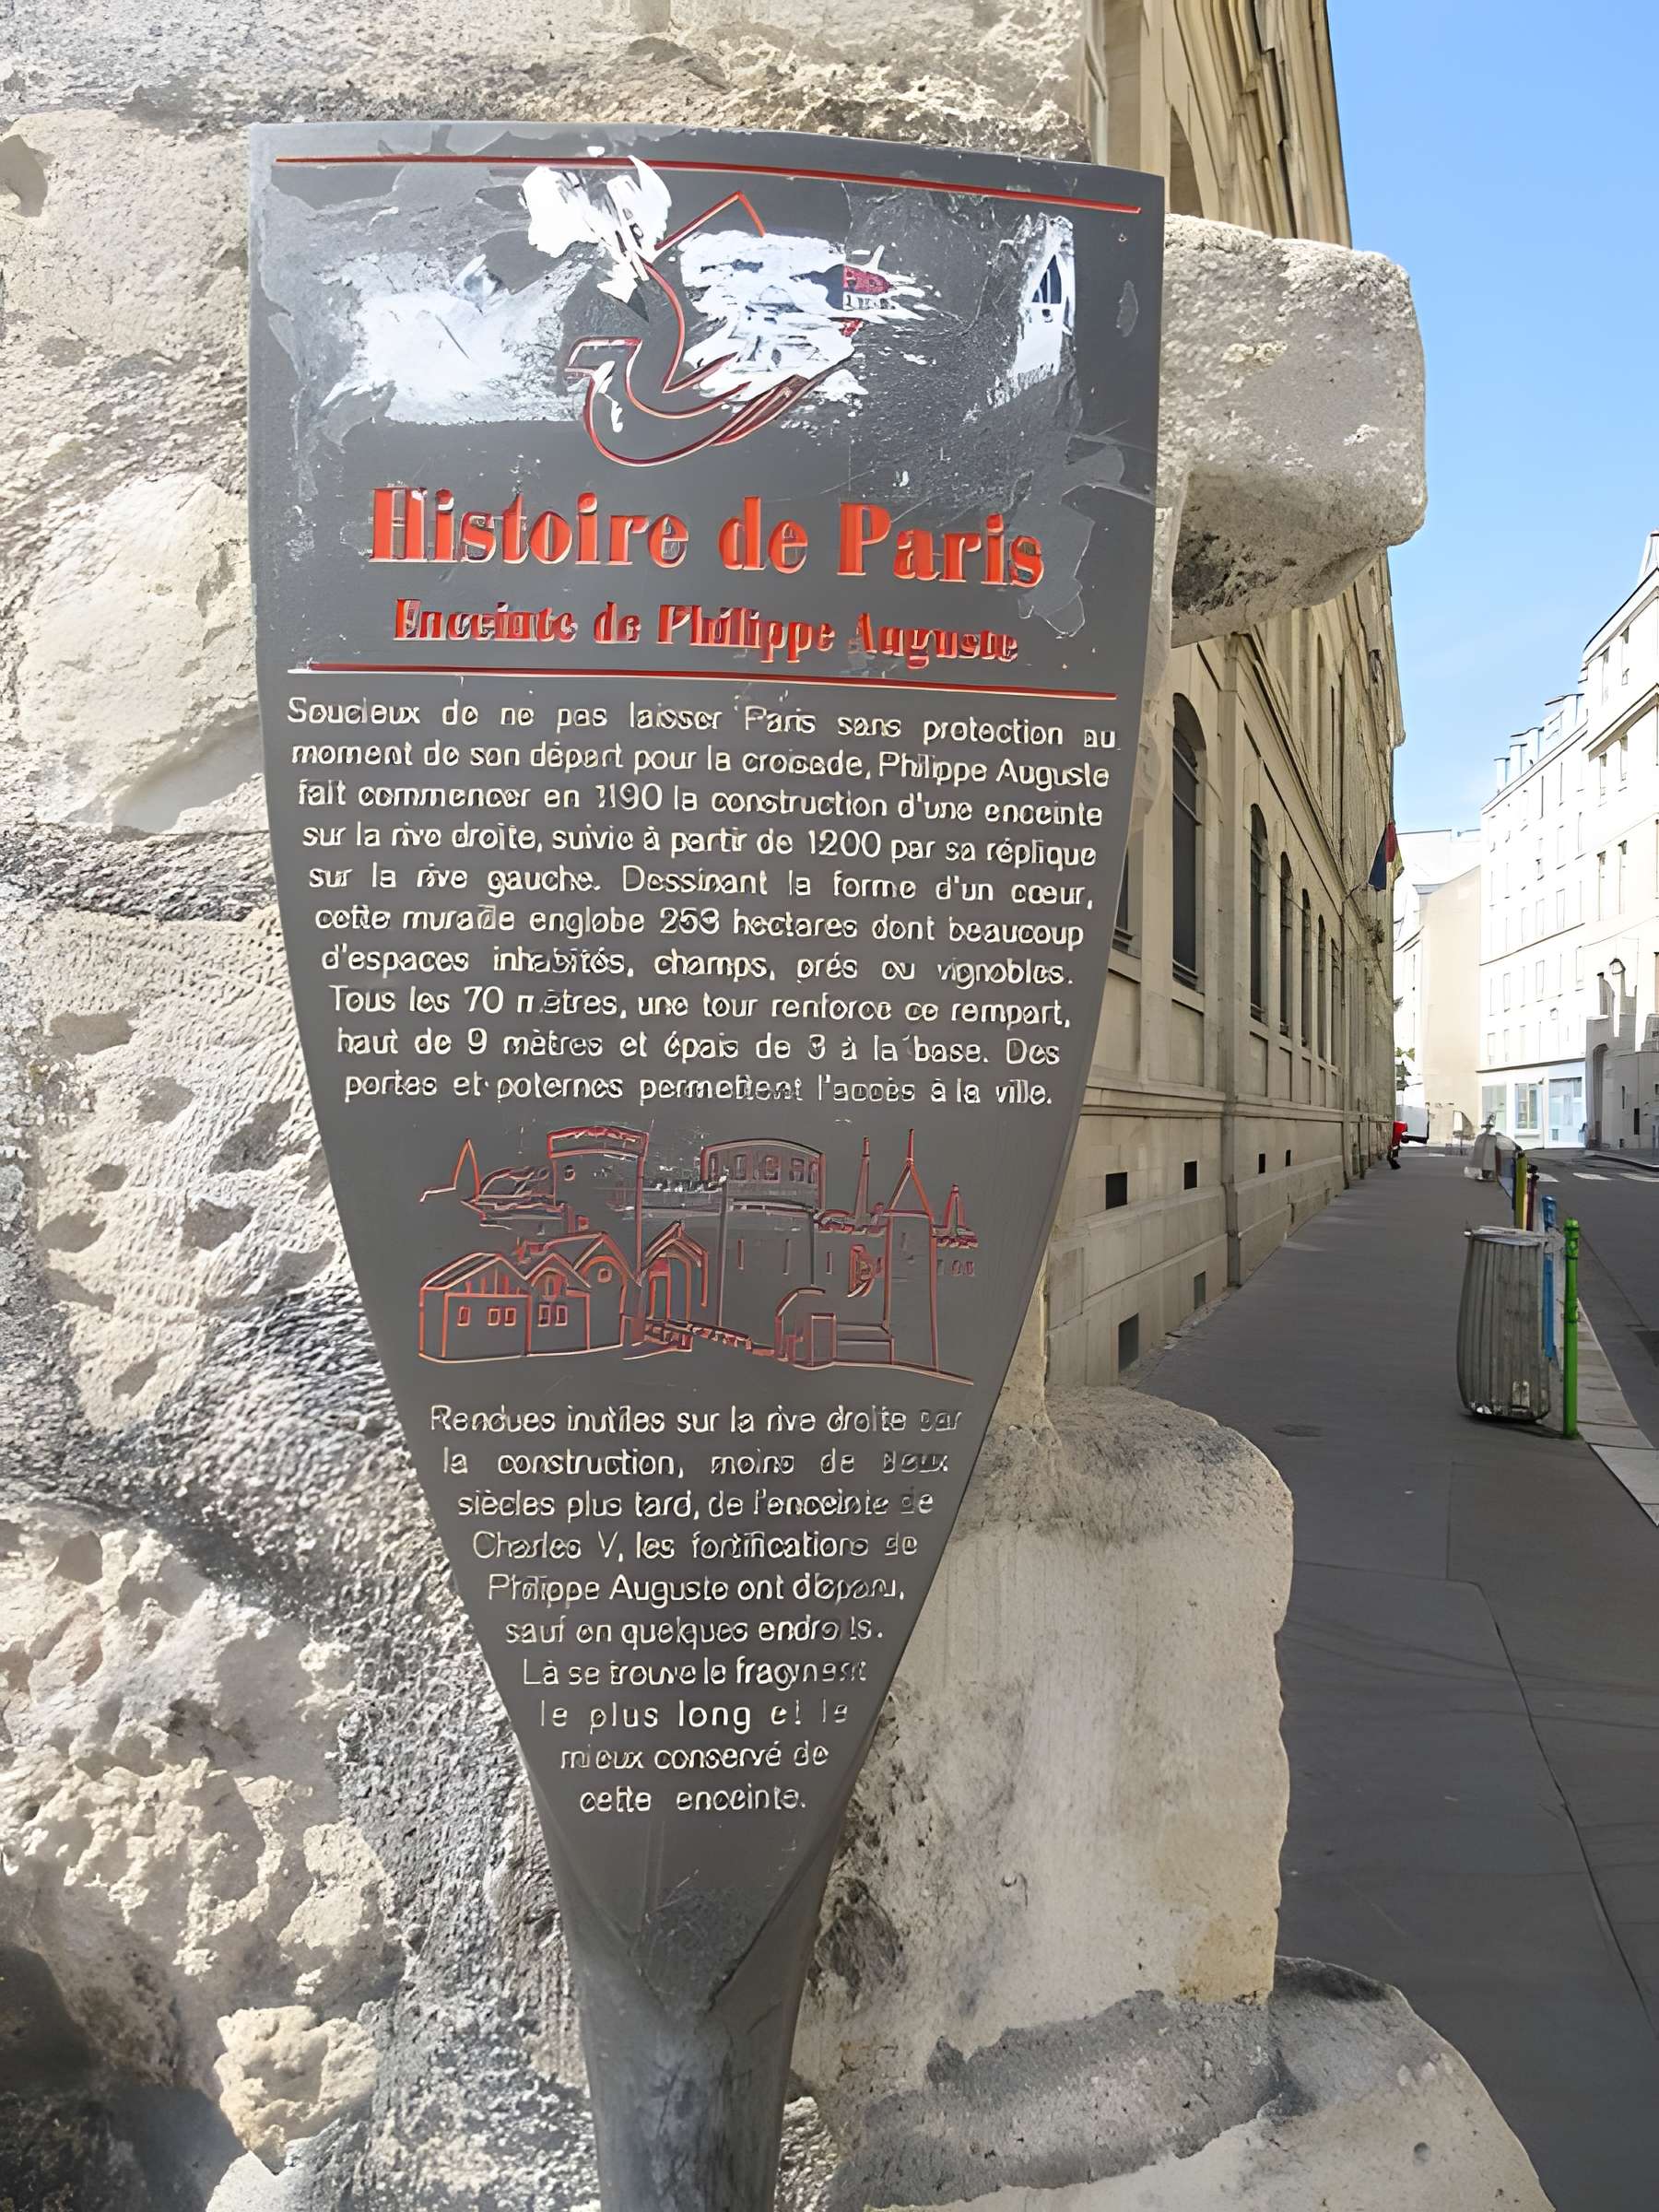 Histoire de Paris
Enceinte de Philippe Auguste
Soucieux de ne pas laisser Paris sans protection au
moment de son départ pour la croisade, Philippe Auguste
fait commencer en 1190 la construction d'une enceinte
sur la rive droite, suivie à partir de 1200 par sa réplique
sur la rive gauche. Dessinant la forme d'un cœur,
cette muraille englobe 253 hectares dont beaucoup
d'espaces inhabités, champs, prés ou vignobles.
Tous les 70 mètres, une tour renforce ce rempart,
haut de 9 mètres et épais de 3 à la base. Des
portes et poternes permettent l'accès à la ville.
Rendues inutiles sur la rive droite par
la construction, moins de deux
siècles plus tard, de l'enceinte de
Charles V, les fortifications de
Philippe Auguste ont disparu,
sauf en quelques endroits.
Là se trouve le fragment
le plus long et le
mieux conservé de
cette enceinte.